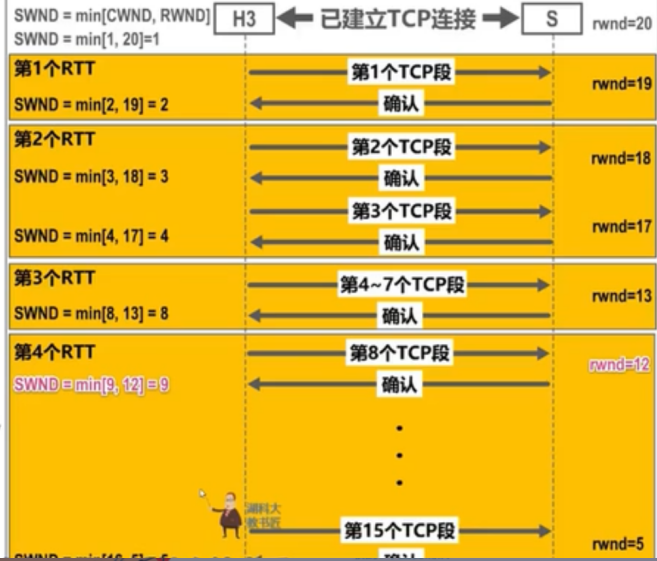 SWND = min[CWND, RWND]
H3
已建立TCP连接
S
rwnd=20
SWND = min[1, 20]=1
第1个RTT
第1个TCP段
rwnd=19
SWND = min[2, 19] = 2
确认
第2个RTT
第2个TCP段
rwnd=18
SWND = min[3, 18] = 3
确认
第3个TCP段
rwnd=17
SWND = min[4, 17] = 4
确认
第3个RTT
第4~7个TCP段
rwnd=13
SWND = min[8, 13] = 8
确认
第4个RTT
第8个TCP段
rwnd=12
SWND = min[9, 12] = 9
确认
湖科大
教书匠
第15个TCP段
rwnd=5
SWND = min[16, 5] = 5
确认